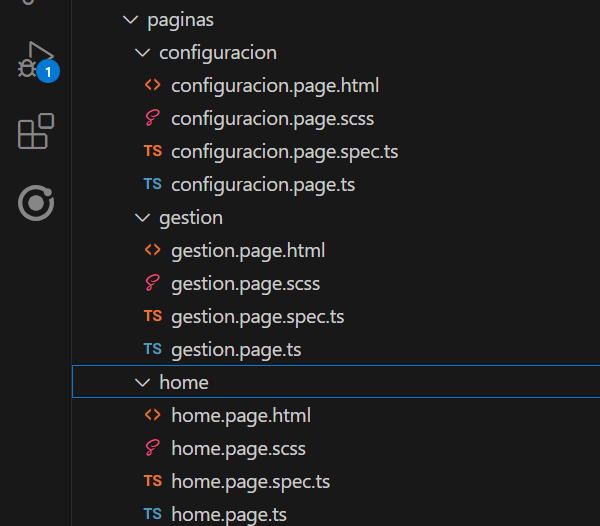 paginas
configuracion
configuracion.page.html
configuracion.page.scss
TS configuracion.page.spec.ts
TS configuracion.page.ts
1
gestion
gestion.page.html
gestion.page.scss
TS gestion.page.spec.ts
TS gestion.page.ts
home
home.page.html
home.page.scss
TS home.page.spec.ts
TS home.page.ts